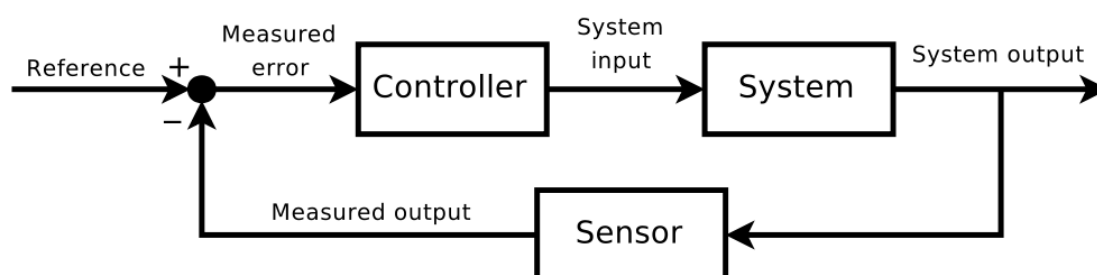 Reference
+
−
Measured
error
Controller
System
input
System
System output
Measured output
Sensor